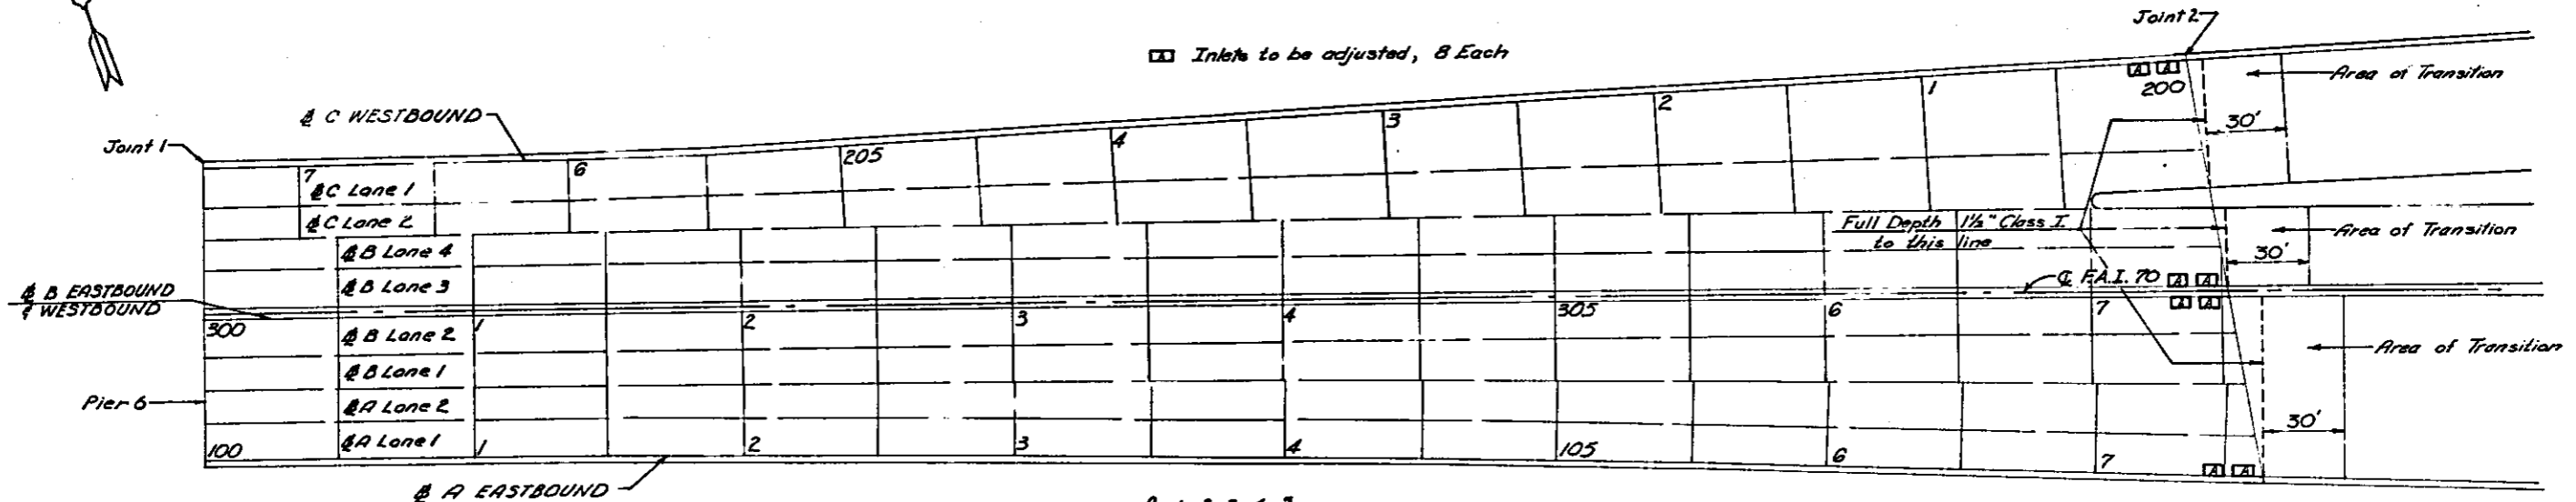 Joint 2
A Inlets to be adjusted, 8 Each
A A
200
Area of Transition
30'
℄ C WESTBOUND
Joint 1
7
6
205
4
3
2
1
℄ C Lane 1
℄ C Lane 2
Full Depth 1½" Class I
to this line
Area of Transition
30'
℄ B Lane 4
℄ B Lane 3
℄ F.A.I. 70
A A
A A
℄ B EASTBOUND
℄ WESTBOUND
300
1
2
3
4
305
6
7
℄ B Lane 2
℄ B Lane 1
Area of Transition
Pier 6
℄ A Lane 2
℄ A Lane 1
30'
100
1
2
3
4
105
6
7
A A
℄ A EASTBOUND